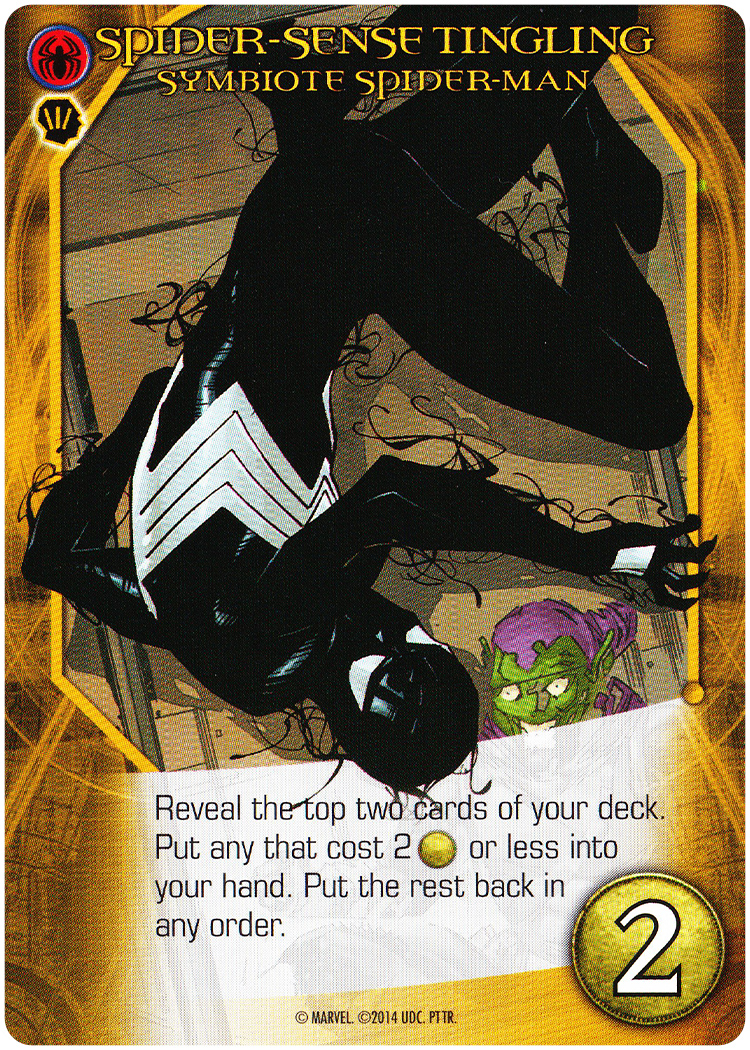 SPIDER-SENSE TINGLING
SYMBIOTE SPIDER-MAN
Reveal the top two cards of your deck.
Put any that cost 2 or less into
your hand. Put the rest back in
any order.
2
© MARVEL. ©2014 UDC. PTTR.